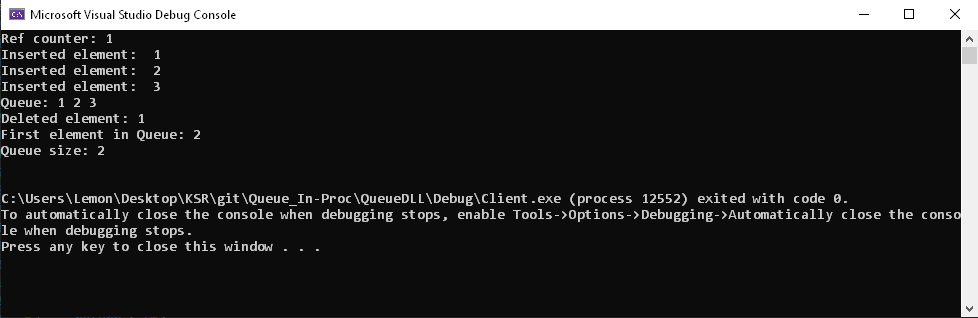 Microsoft Visual Studio Debug Console
Ref counter: 1
Inserted element:  1
Inserted element:  2
Inserted element:  3
Queue: 1 2 3
Deleted element: 1
First element in Queue: 2
Queue size: 2
C:\Users\Lemon\Desktop\KSR\git\Queue_In-Proc\QueueDLL\Debug\Client.exe (process 12552) exited with code 0.
To automatically close the console when debugging stops, enable Tools->Options->Debugging->Automatically close the conso
le when debugging stops.
Press any key to close this window . . .